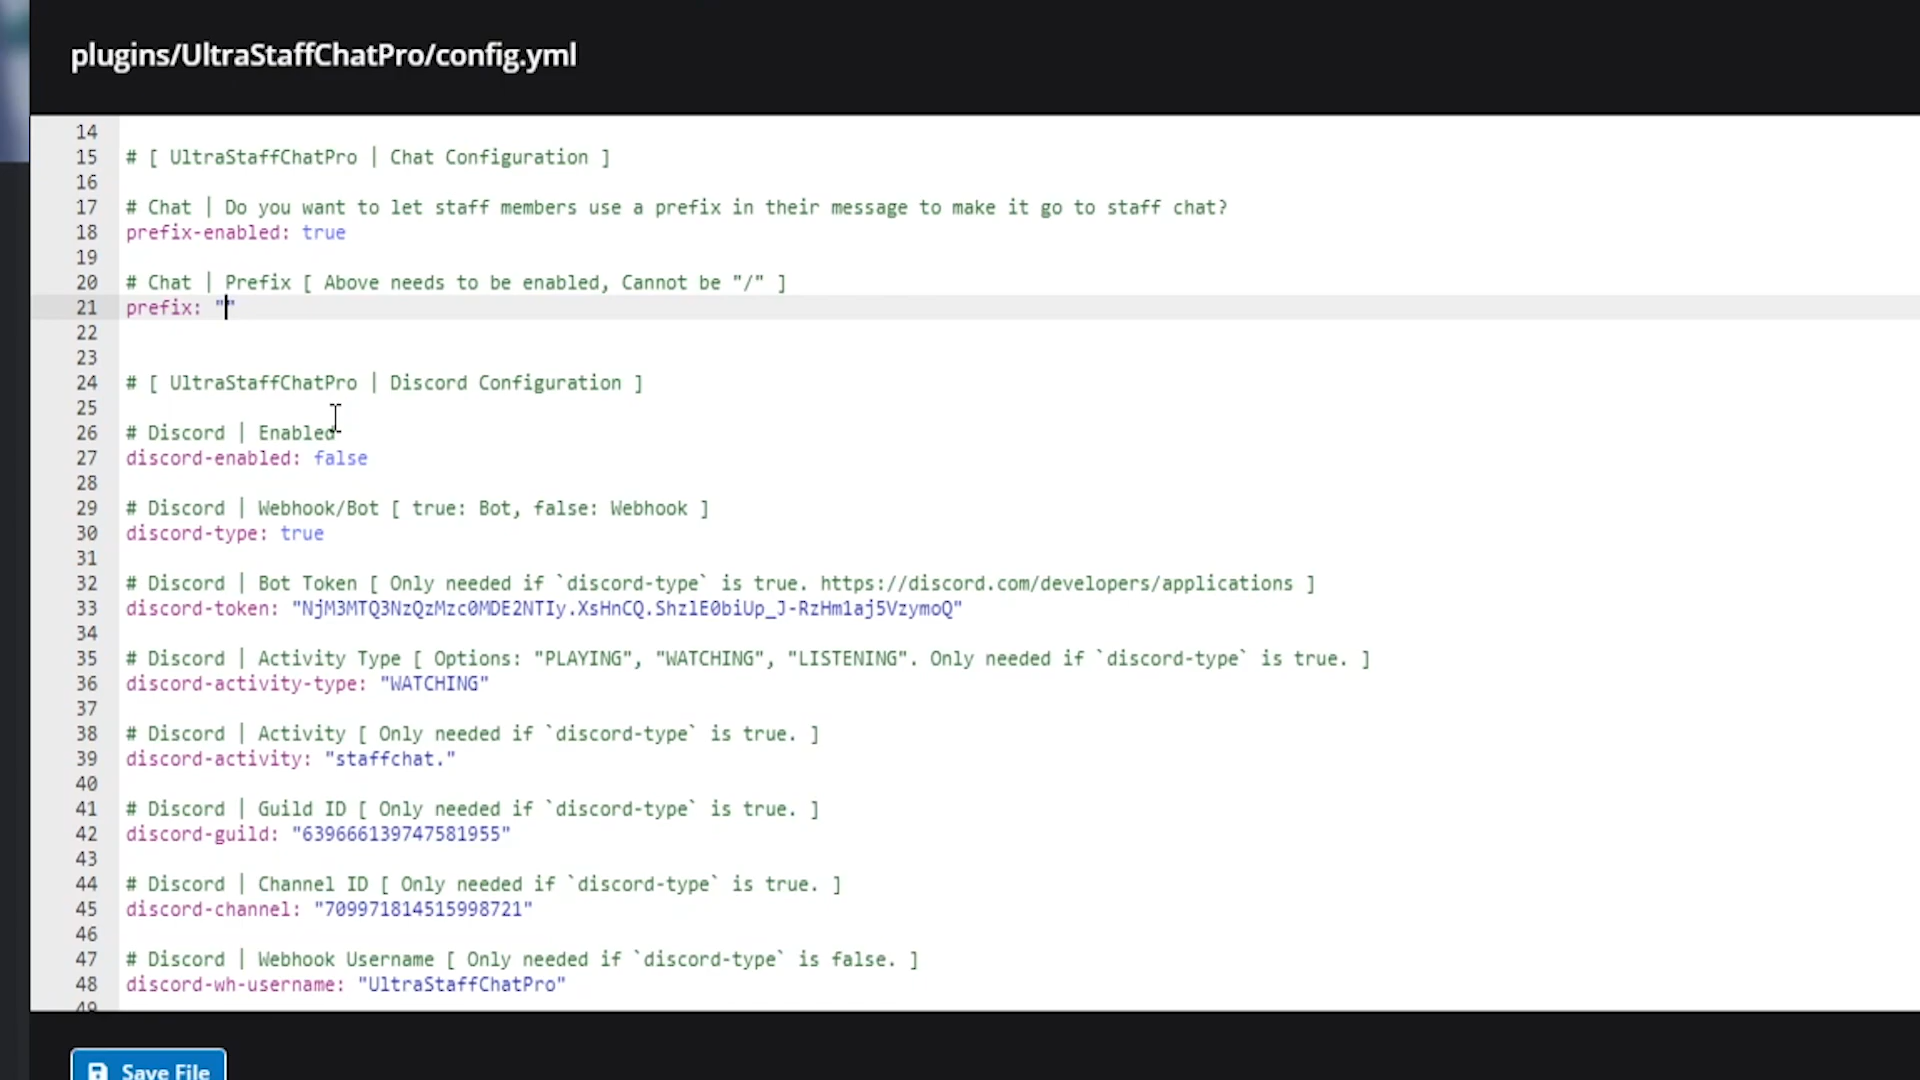 plugins/UltraStaffChatPro/config.yml
14
15 # [ UltraStaffChatPro | Chat Configuration ]
16
17 # Chat | Do you want to let staff members use a prefix in their message to make it go to staff chat?
18 prefix-enabled: true
19
20 # Chat | Prefix [ Above needs to be enabled, Cannot be "/" ]
21 prefix: ""
22
23
24 # [ UltraStaffChatPro | Discord Configuration ]
25
26 # Discord | Enabled
27 discord-enabled: false
28
29 # Discord | Webhook/Bot [ true: Bot, false: Webhook ]
30 discord-type: true
31
32 # Discord | Bot Token [ Only needed if `discord-type` is true. https://discord.com/developers/applications ]
33 discord-token: "NjM3MTQ3NzQzMzc0MDE2NTIy.XsHnCQ.ShzlE0biUp_J-RzHm1aj5VzymoQ"
34
35 # Discord | Activity Type [ Options: "PLAYING", "WATCHING", "LISTENING". Only needed if `discord-type` is true. ]
36 discord-activity-type: "WATCHING"
37
38 # Discord | Activity [ Only needed if `discord-type` is true. ]
39 discord-activity: "staffchat."
40
41 # Discord | Guild ID [ Only needed if `discord-type` is true. ]
42 discord-guild: "639666139747581955"
43
44 # Discord | Channel ID [ Only needed if `discord-type` is true. ]
45 discord-channel: "709971814515998721"
46
47 # Discord | Webhook Username [ Only needed if `discord-type` is false. ]
48 discord-wh-username: "UltraStaffChatPro"
49
Save File